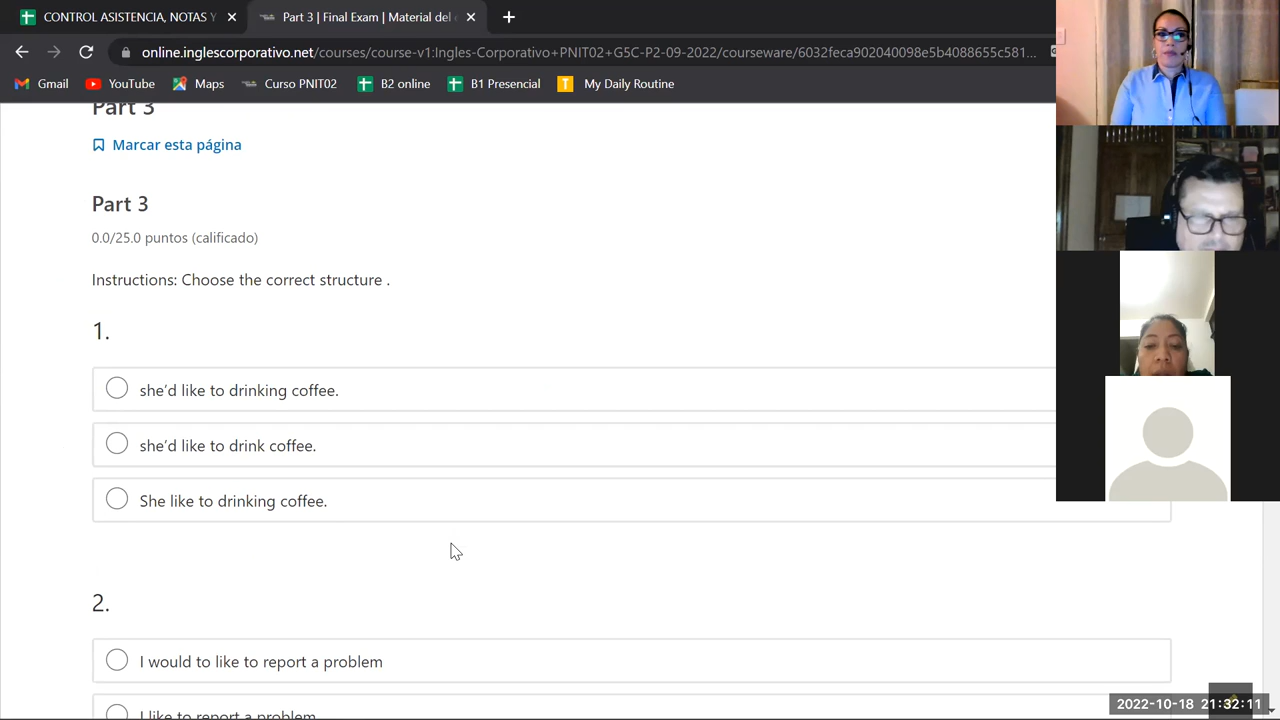 CONTROL ASISTENCIA, NOTAS Y
Part 3 | Final Exam | Material del
online.inglescorporativo.net/courses/course-v1:Ingles-Corporativo+PNIT02+G5C-P2-09-2022
Gmail
YouTube
Maps
Curso PNIT02
B2 online
B1 Presencial
My Daily Routine
Part 3
Marcar esta página
Part 3
0.0/25.0 puntos (calificado)
Instructions: Choose the correct structure .
1.
she’d like to drinking coffee.
she’d like to drink coffee.
She like to drinking coffee.
2.
I would to like to report a problem
I like to report a problem
2022-10-18 21:32:11